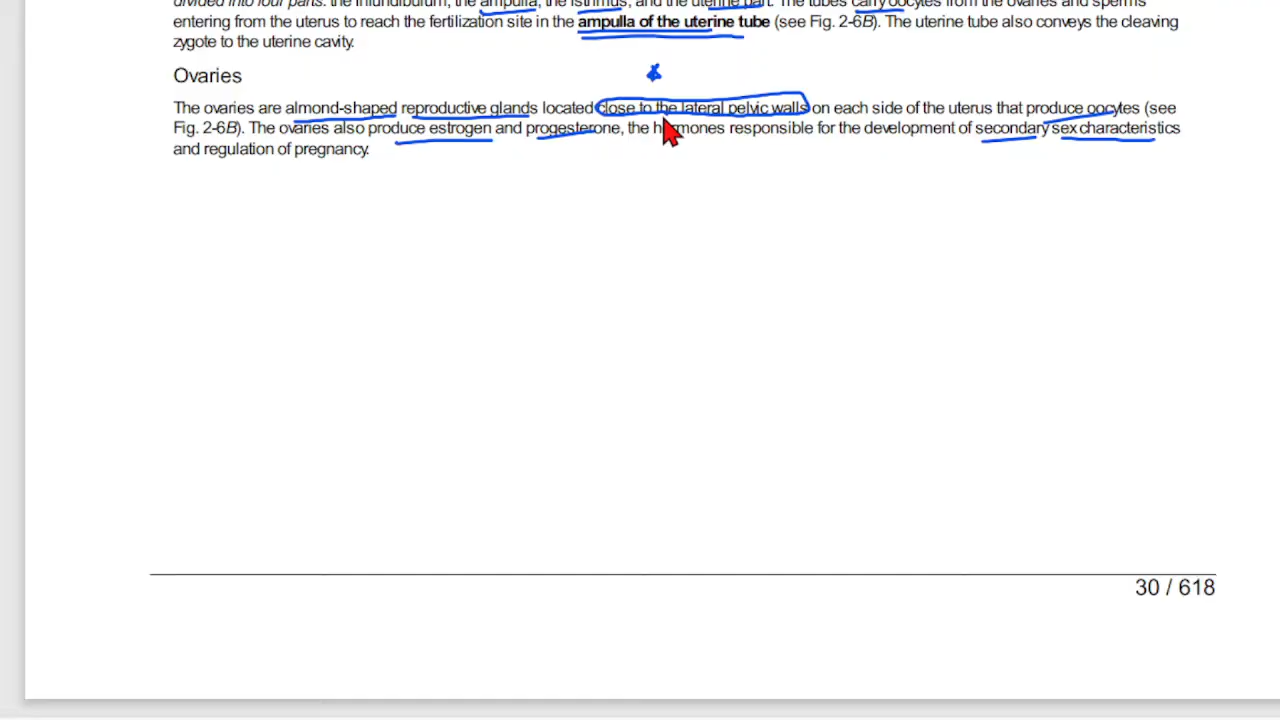 divided into four parts: the infundibulum, the ampulla, the isthmus, and the uterine part. The tubes carry oocytes from the ovaries and sperms
entering from the uterus to reach the fertilization site in the ampulla of the uterine tube (see Fig. 2-6B). The uterine tube also conveys the cleaving
zygote to the uterine cavity.
Ovaries
The ovaries are almond-shaped reproductive glands located close to the lateral pelvic walls on each side of the uterus that produce oocytes (see
Fig. 2-6B). The ovaries also produce estrogen and progesterone, the hormones responsible for the development of secondary sex characteristics
and regulation of pregnancy.
30 / 618